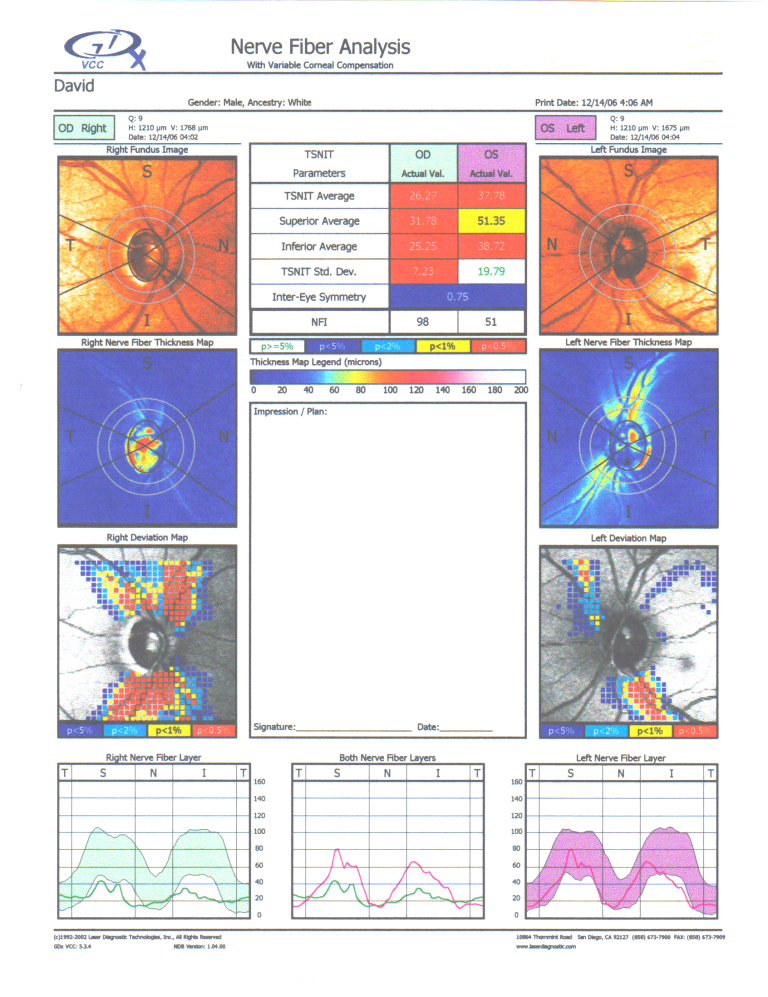 GDx
VCC
Nerve Fiber Analysis
With Variable Corneal Compensation
David
Gender: Male, Ancestry: White
Print Date: 12/14/06 4:06 AM
OD Right
Q: 9
H: 1210 µm V: 1768 µm
Date: 12/14/06 04:02
OS Left
Q: 9
H: 1210 µm V: 1675 µm
Date: 12/14/06 04:04
Right Fundus Image
S
T N
I
TSNIT OD OS
Parameters Actual Val. Actual Val.
TSNIT Average 26.27 37.78
Superior Average 31.78 51.35
Inferior Average 25.25 38.72
TSNIT Std. Dev. 7.23 19.79
Inter-Eye Symmetry 0.75
NFI 98 51
p>=5% p<5% p<2% p<1% p<0.5%
Left Fundus Image
S
N T
I
Right Nerve Fiber Thickness Map
S
T N
I
Thickness Map Legend (microns)
0 20 40 60 80 100 120 140 160 180 200
Left Nerve Fiber Thickness Map
S
N T
I
Impression / Plan:
Signature: Date:
Right Deviation Map
p<5% p<2% p<1% p<0.5%
Left Deviation Map
p<5% p<2% p<1% p<0.5%
Right Nerve Fiber Layer
T S N I T
160
140
120
100
80
60
40
20
0
Both Nerve Fiber Layers
T S N I T
Left Nerve Fiber Layer
T S N I T
160
140
120
100
80
60
40
20
0
(c)1992-2002 Laser Diagnostic Technologies, Inc., All Rights Reserved
GDx VCC: 5.3.4 NDB Version: 1.04.00
10864 Thornmint Road San Diego, CA 92127 (858) 673-7900 FAX: (858) 673-7909
www.laserdiagnostic.com